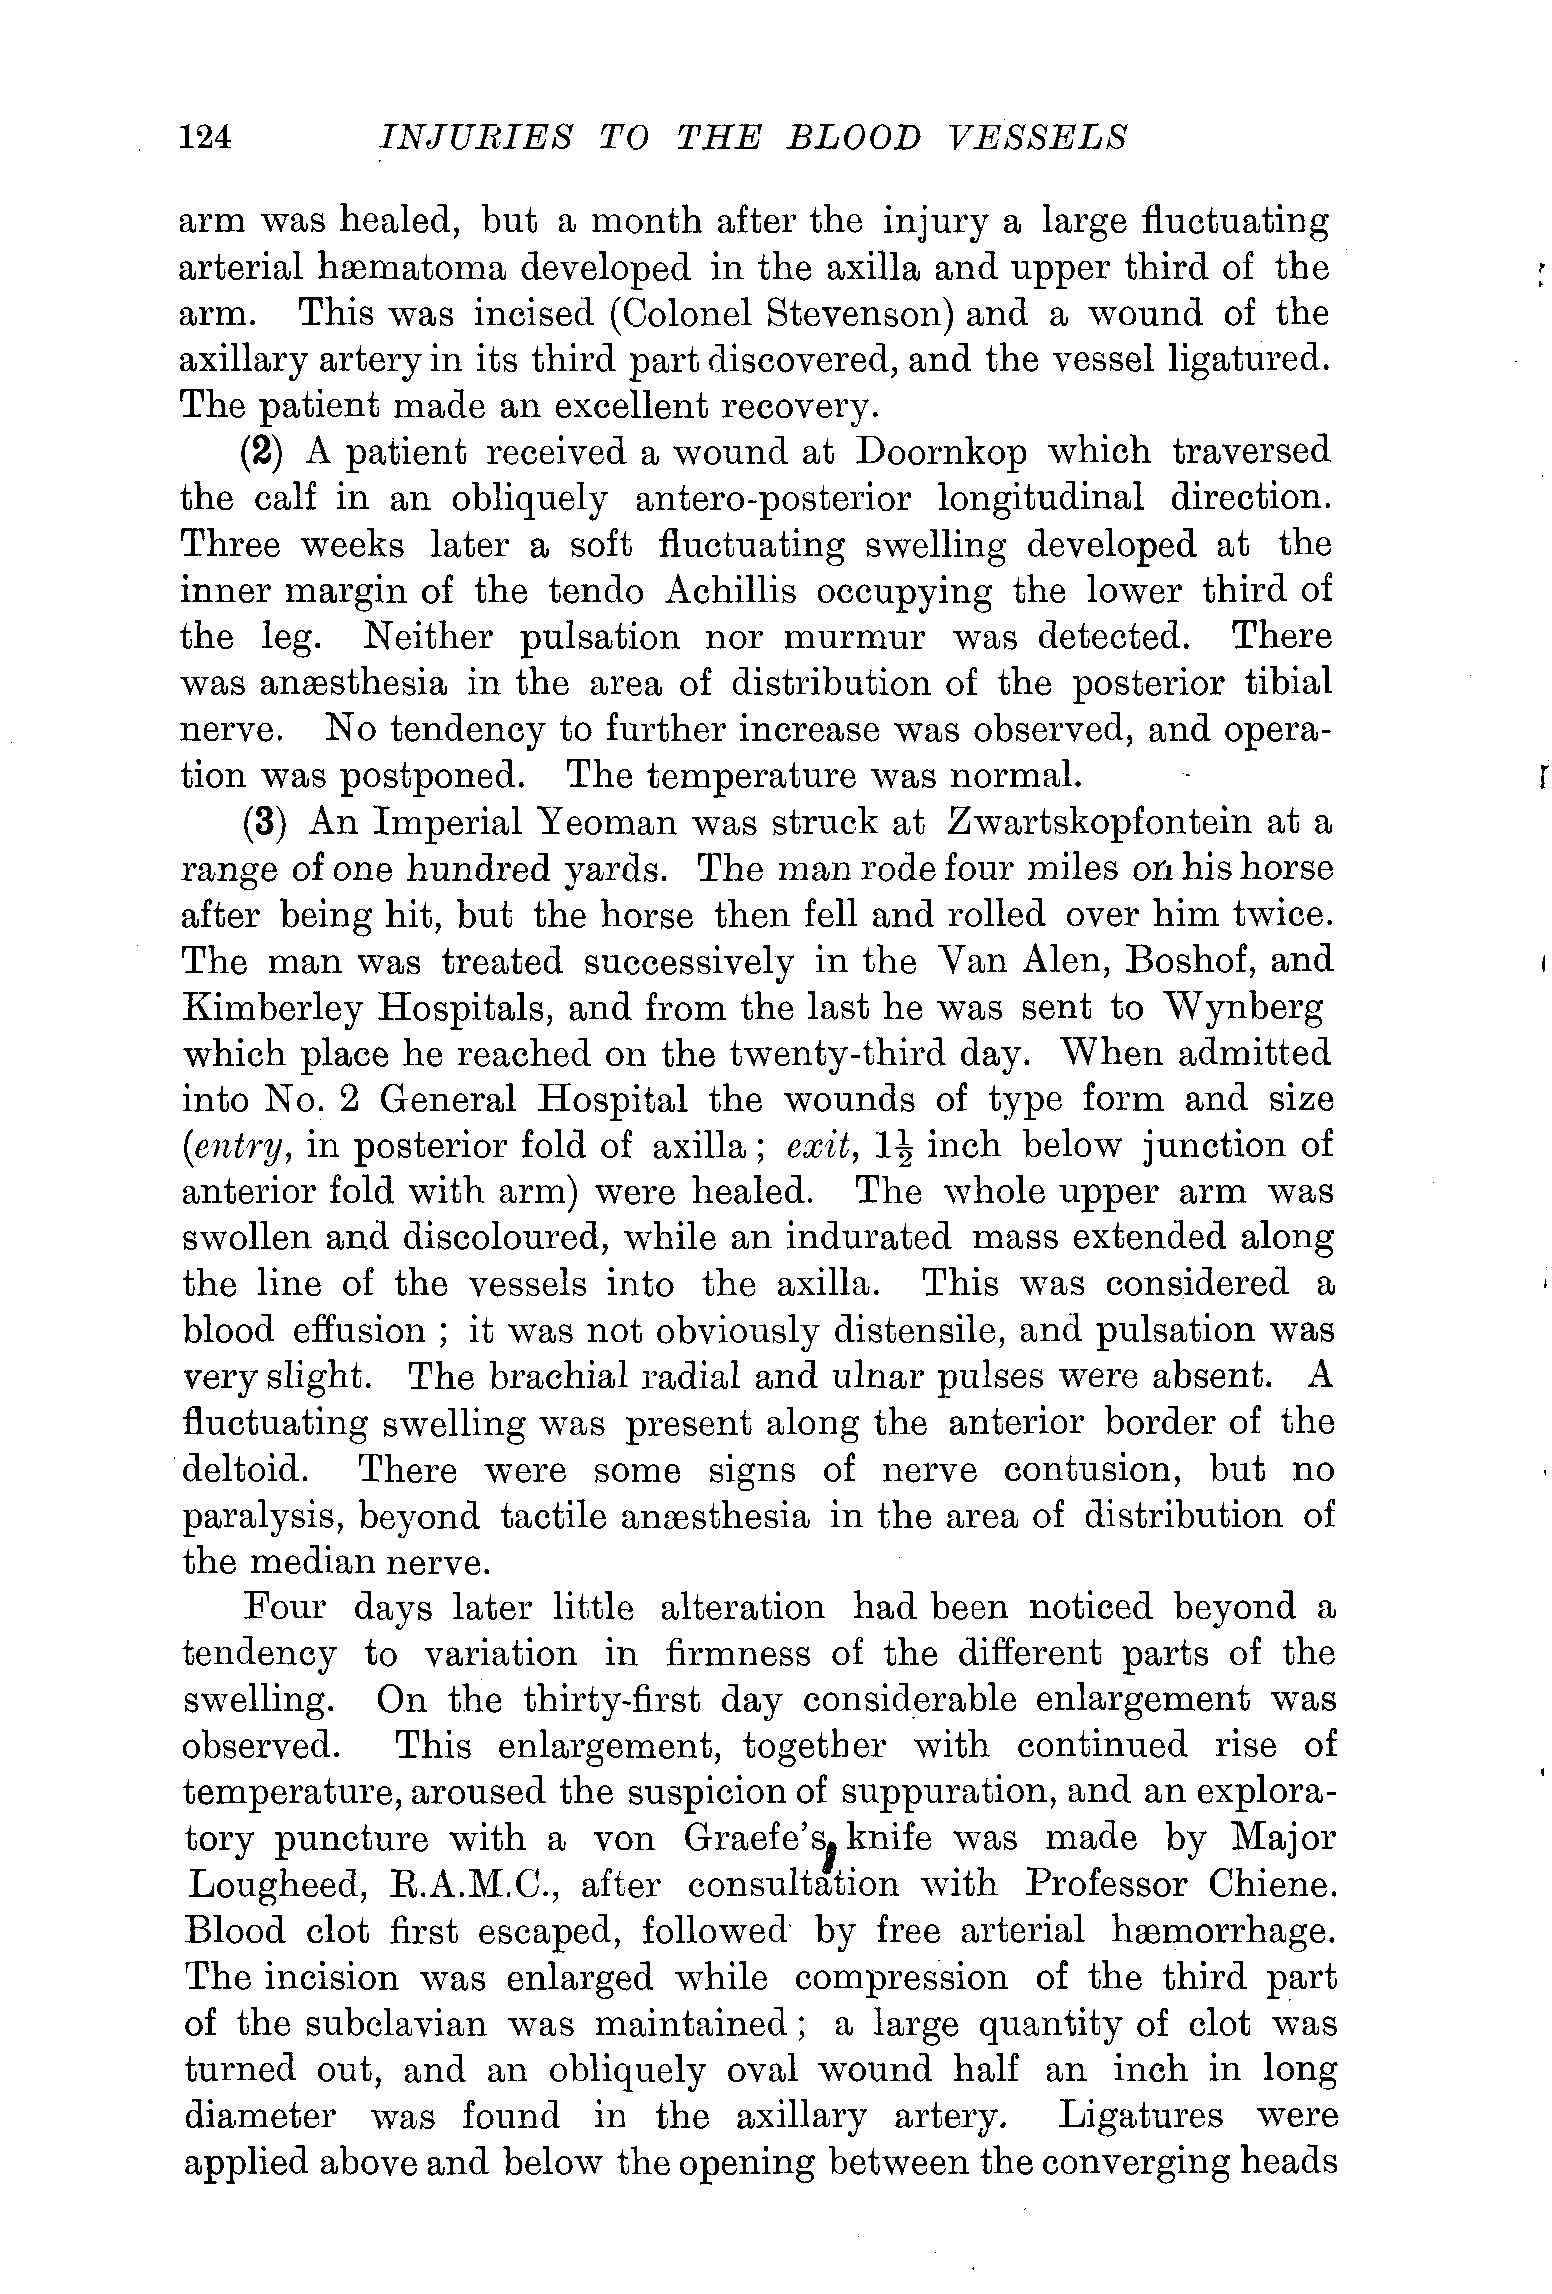 124 INJURIES TO THE BLOOD VESSELS
arm was healed, but a month after the injury a large fluctuating
arterial hæmatoma developed in the axilla and upper third of the
arm. This was incised (Colonel Stevenson) and a wound of the
axillary artery in its third part discovered, and the vessel ligatured.
The patient made an excellent recovery.
(2) A patient received a wound at Doornkop which traversed
the calf in an obliquely antero-posterior longitudinal direction.
Three weeks later a soft fluctuating swelling developed at the
inner margin of the tendo Achillis occupying the lower third of
the leg. Neither pulsation nor murmur was detected. There
was anæsthesia in the area of distribution of the posterior tibial
nerve. No tendency to further increase was observed, and opera-
tion was postponed. The temperature was normal.
(3) An Imperial Yeoman was struck at Zwartskopfontein at a
range of one hundred yards. The man rode four miles on his horse
after being hit, but the horse then fell and rolled over him twice.
The man was treated successively in the Van Alen, Boshof, and
Kimberley Hospitals, and from the last he was sent to Wynberg
which place he reached on the twenty-third day. When admitted
into No. 2 General Hospital the wounds of type form and size
(entry, in posterior fold of axilla; exit, 1½ inch below junction of
anterior fold with arm) were healed. The whole upper arm was
swollen and discoloured, while an indurated mass extended along
the line of the vessels into the axilla. This was considered a
blood effusion; it was not obviously distensile, and pulsation was
very slight. The brachial radial and ulnar pulses were absent. A
fluctuating swelling was present along the anterior border of the
deltoid. There were some signs of nerve contusion, but no
paralysis, beyond tactile anæsthesia in the area of distribution of
the median nerve.
Four days later little alteration had been noticed beyond a
tendency to variation in firmness of the different parts of the
swelling. On the thirty-first day considerable enlargement was
observed. This enlargement, together with continued rise of
temperature, aroused the suspicion of suppuration, and an explora-
tory puncture with a von Graefe's knife was made by Major
Lougheed, R.A.M.C., after consultation with Professor Chiene.
Blood clot first escaped, followed by free arterial hæmorrhage.
The incision was enlarged while compression of the third part
of the subclavian was maintained; a large quantity of clot was
turned out, and an obliquely oval wound half an inch in long
diameter was found in the axillary artery. Ligatures were
applied above and below the opening between the converging heads